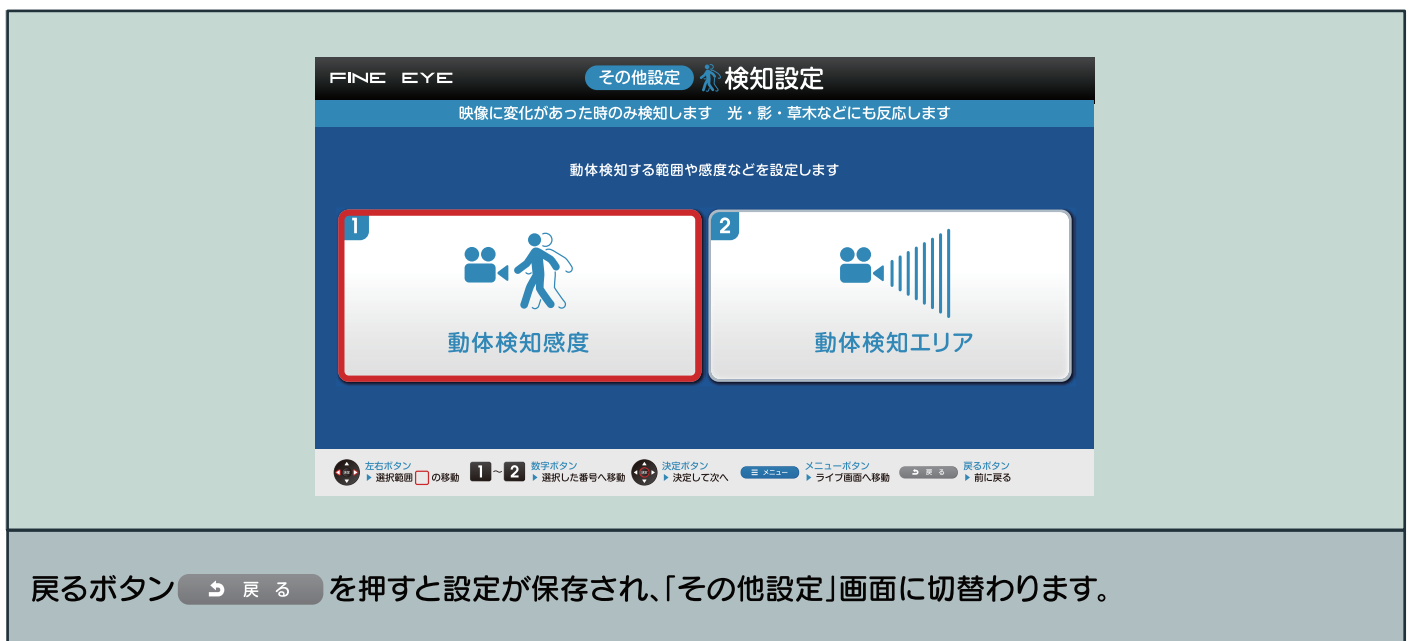 FINE EYE その他設定 検知設定
映像に変化があった時のみ検知します 光・影・草木などにも反応します
動体検知する範囲や感度などを設定します
1
動体検知感度
2
動体検知エリア
左右ボタン
▶ 選択範囲 の移動
1~2
数字ボタン
▶ 選択した番号へ移動
決定ボタン
▶ 決定して次へ
メニュー
メニューボタン
▶ ライブ画面へ移動
戻る
戻るボタン
▶ 前に戻る
戻るボタン 戻る を押すと設定が保存され、「その他設定」画面に切替わります。